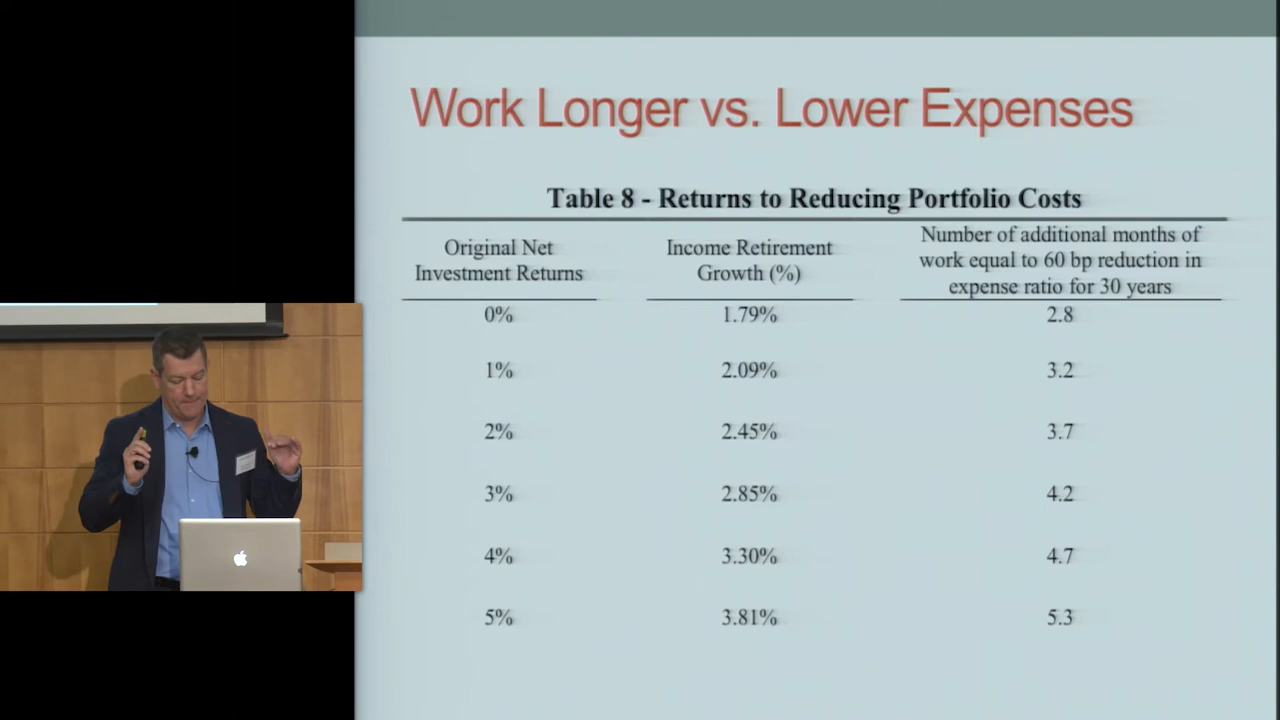 Work Longer vs. Lower Expenses
Table 8 - Returns to Reducing Portfolio Costs
Original Net
Investment Returns
Income Retirement
Growth (%)
Number of additional months of
work equal to 60 bp reduction in
expense ratio for 30 years
0% 1.79% 2.8
1% 2.09% 3.2
2% 2.45% 3.7
3% 2.85% 4.2
4% 3.30% 4.7
5% 3.81% 5.3